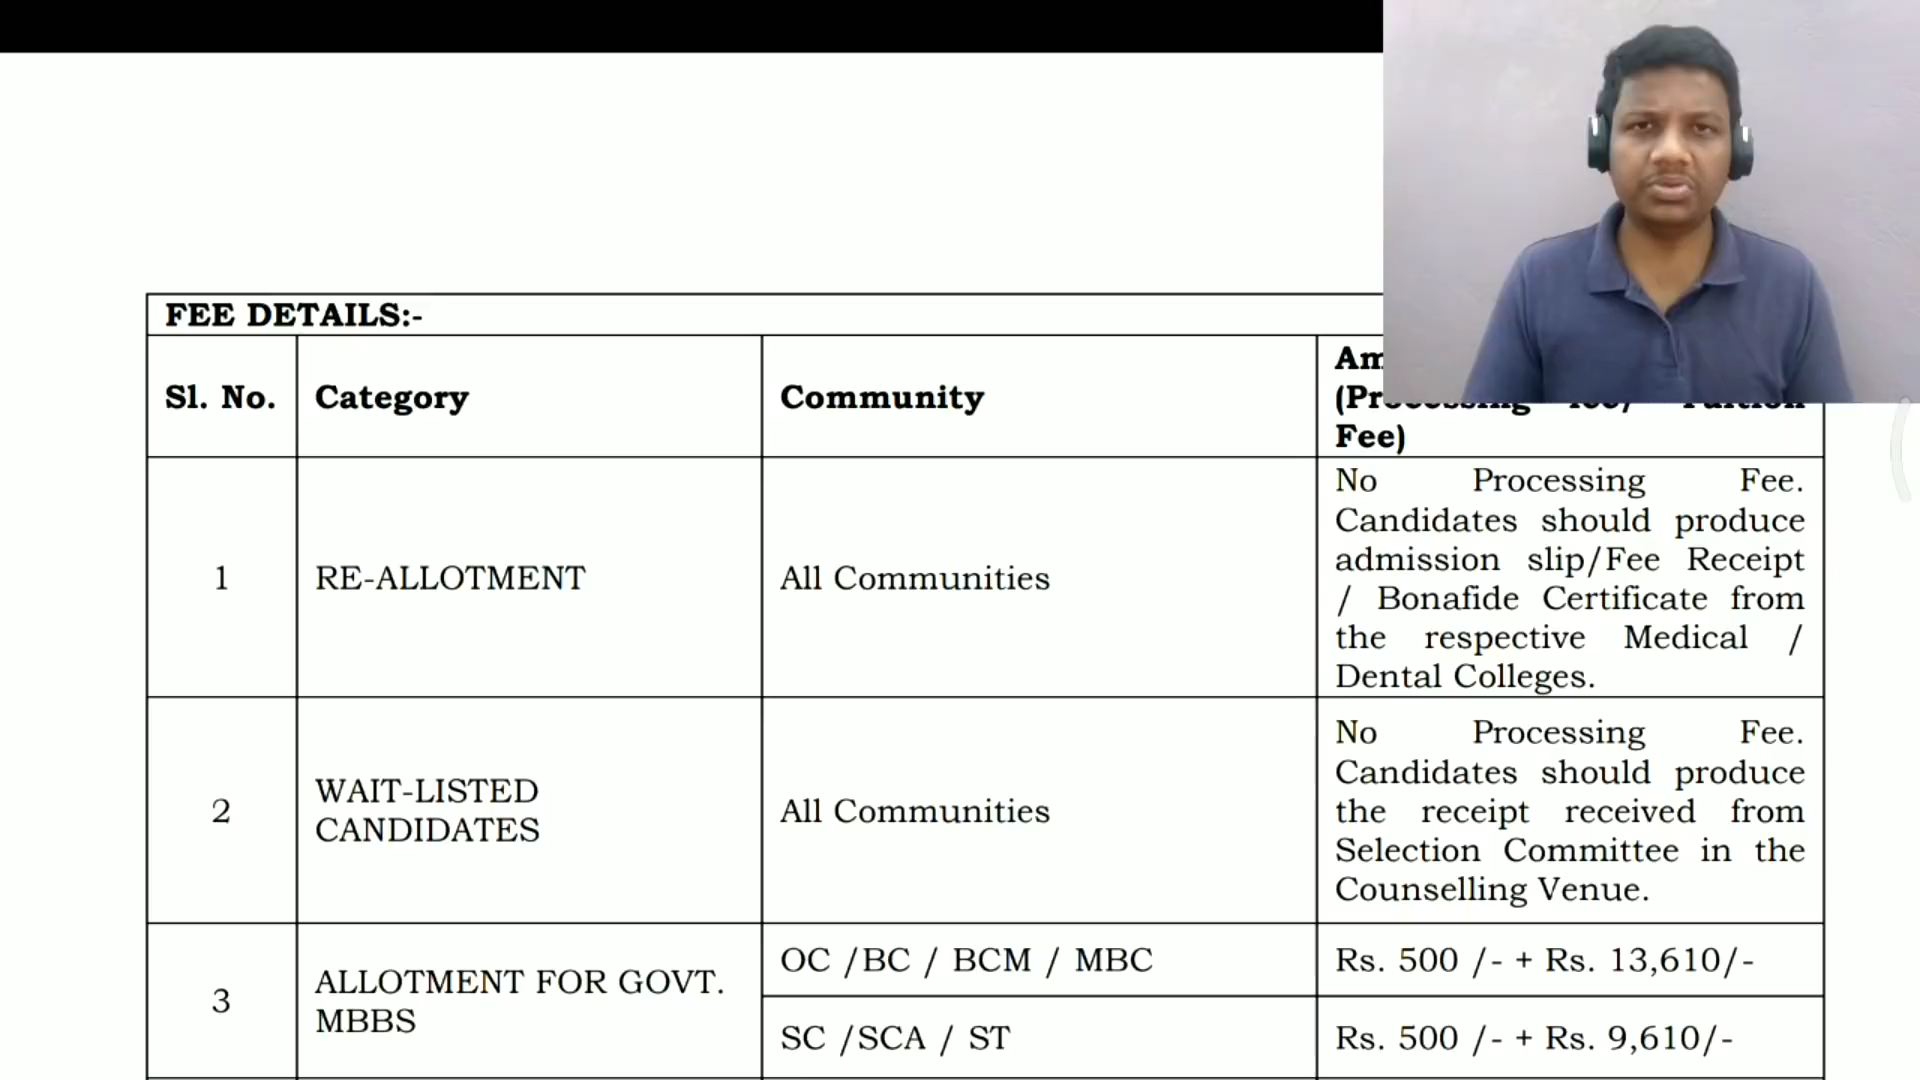 FEE DETAILS:-
Sl. No.
Category
Community
Fee)
1
RE-ALLOTMENT
All Communities
No Processing Fee.
Candidates should produce
admission slip/Fee Receipt
/ Bonafide Certificate from
the respective Medical /
Dental Colleges.
2
WAIT-LISTED
CANDIDATES
All Communities
No Processing Fee.
Candidates should produce
the receipt received from
Selection Committee in the
Counselling Venue.
3
ALLOTMENT FOR GOVT.
MBBS
OC /BC / BCM / MBC
Rs. 500 /- + Rs. 13,610/-
SC /SCA / ST
Rs. 500 /- + Rs. 9,610/-